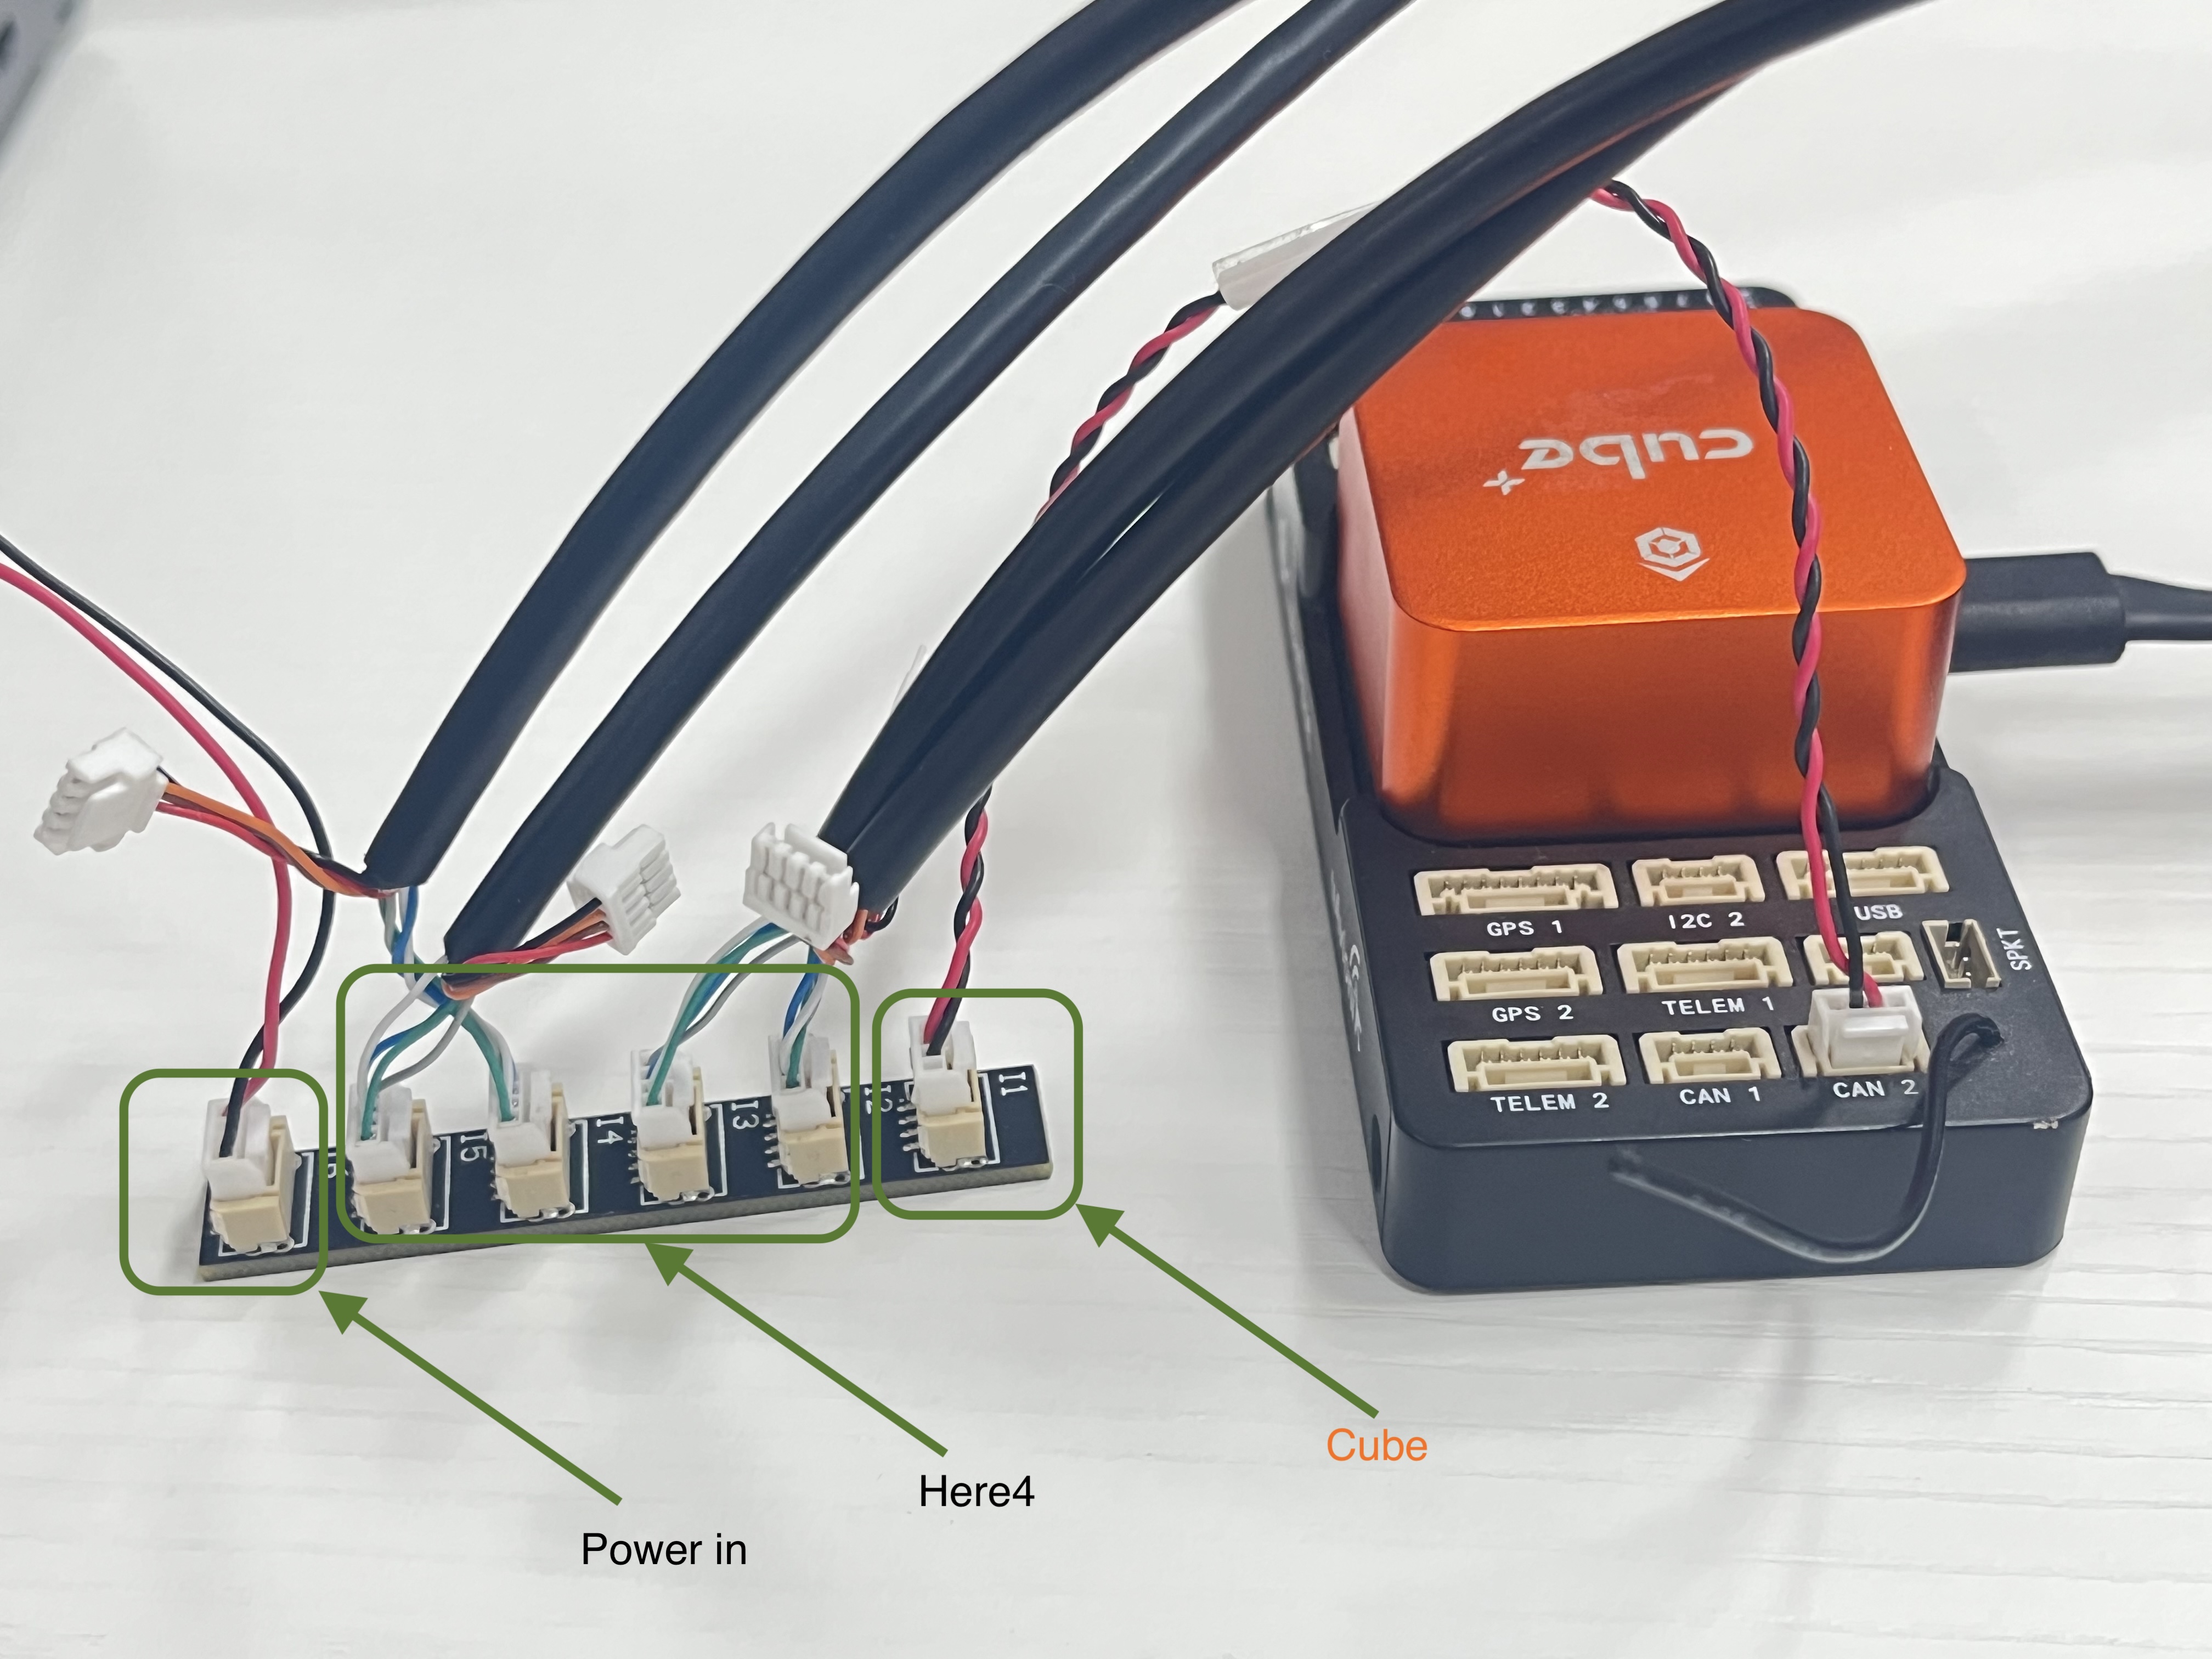 cube
GPS 1
I2C 2
USB
GPS 2
TELEM 1
SPKT
TELEM 2
CAN 1
CAN 2
I5
I4
I3
I2
I1
Cube
Here4
Power in